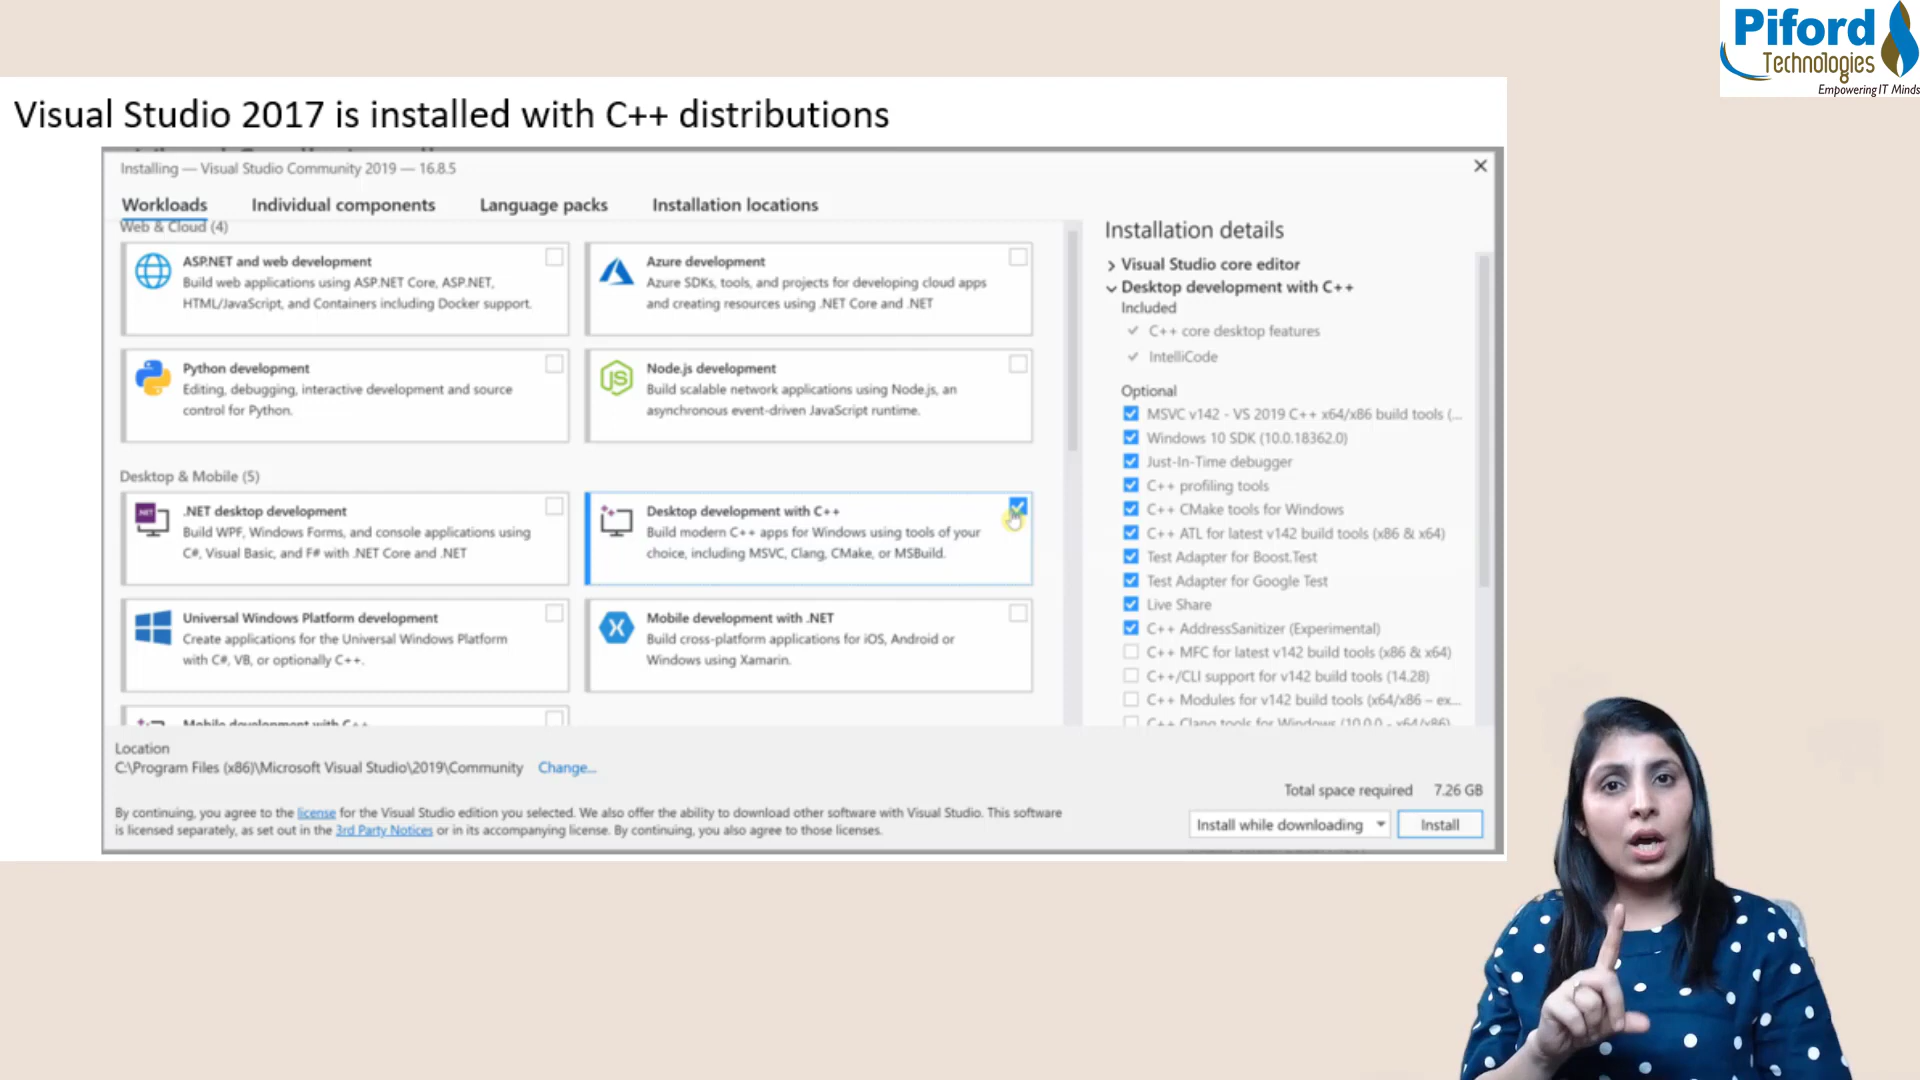 Piford
Technologies
Empowering IT Minds
Visual Studio 2017 is installed with C++ distributions
Installing — Visual Studio Community 2019 — 16.8.5
Workloads
Individual components
Language packs
Installation locations
Web & Cloud (4)
ASP.NET and web development
Build web applications using ASP.NET Core, ASP.NET,
HTML/JavaScript, and Containers including Docker support.
Azure development
Azure SDKs, tools, and projects for developing cloud apps
and creating resources using .NET Core and .NET
Python development
Editing, debugging, interactive development and source
control for Python.
Node.js development
Build scalable network applications using Node.js, an
asynchronous event-driven JavaScript runtime.
Desktop & Mobile (5)
.NET desktop development
Build WPF, Windows Forms, and console applications using
C#, Visual Basic, and F# with .NET Core and .NET
Desktop development with C++
Build modern C++ apps for Windows using tools of your
choice, including MSVC, Clang, CMake, or MSBuild.
Universal Windows Platform development
Create applications for the Universal Windows Platform
with C#, VB, or optionally C++.
Mobile development with .NET
Build cross-platform applications for iOS, Android or
Windows using Xamarin.
Mobile development with C++
Installation details
Visual Studio core editor
Desktop development with C++
Included
C++ core desktop features
IntelliCode
Optional
MSVC v142 - VS 2019 C++ x64/x86 build tools (...
Windows 10 SDK (10.0.18362.0)
Just-In-Time debugger
C++ profiling tools
C++ CMake tools for Windows
C++ ATL for latest v142 build tools (x86 & x64)
Test Adapter for Boost.Test
Test Adapter for Google Test
Live Share
C++ AddressSanitizer (Experimental)
C++ MFC for latest v142 build tools (x86 & x64)
C++/CLI support for v142 build tools (14.28)
C++ Modules for v142 build tools (x64/x86 – ex...
C++ Clang tools for Windows (10.0.0 - x64/x86)
Location
C:\Program Files (x86)\Microsoft Visual Studio\2019\Community
Change...
By continuing, you agree to the license for the Visual Studio edition you selected. We also offer the ability to download other software with Visual Studio. This software
is licensed separately, as set out in the 3rd Party Notices or in its accompanying license. By continuing, you also agree to those licenses.
Total space required 7.26 GB
Install while downloading
Install